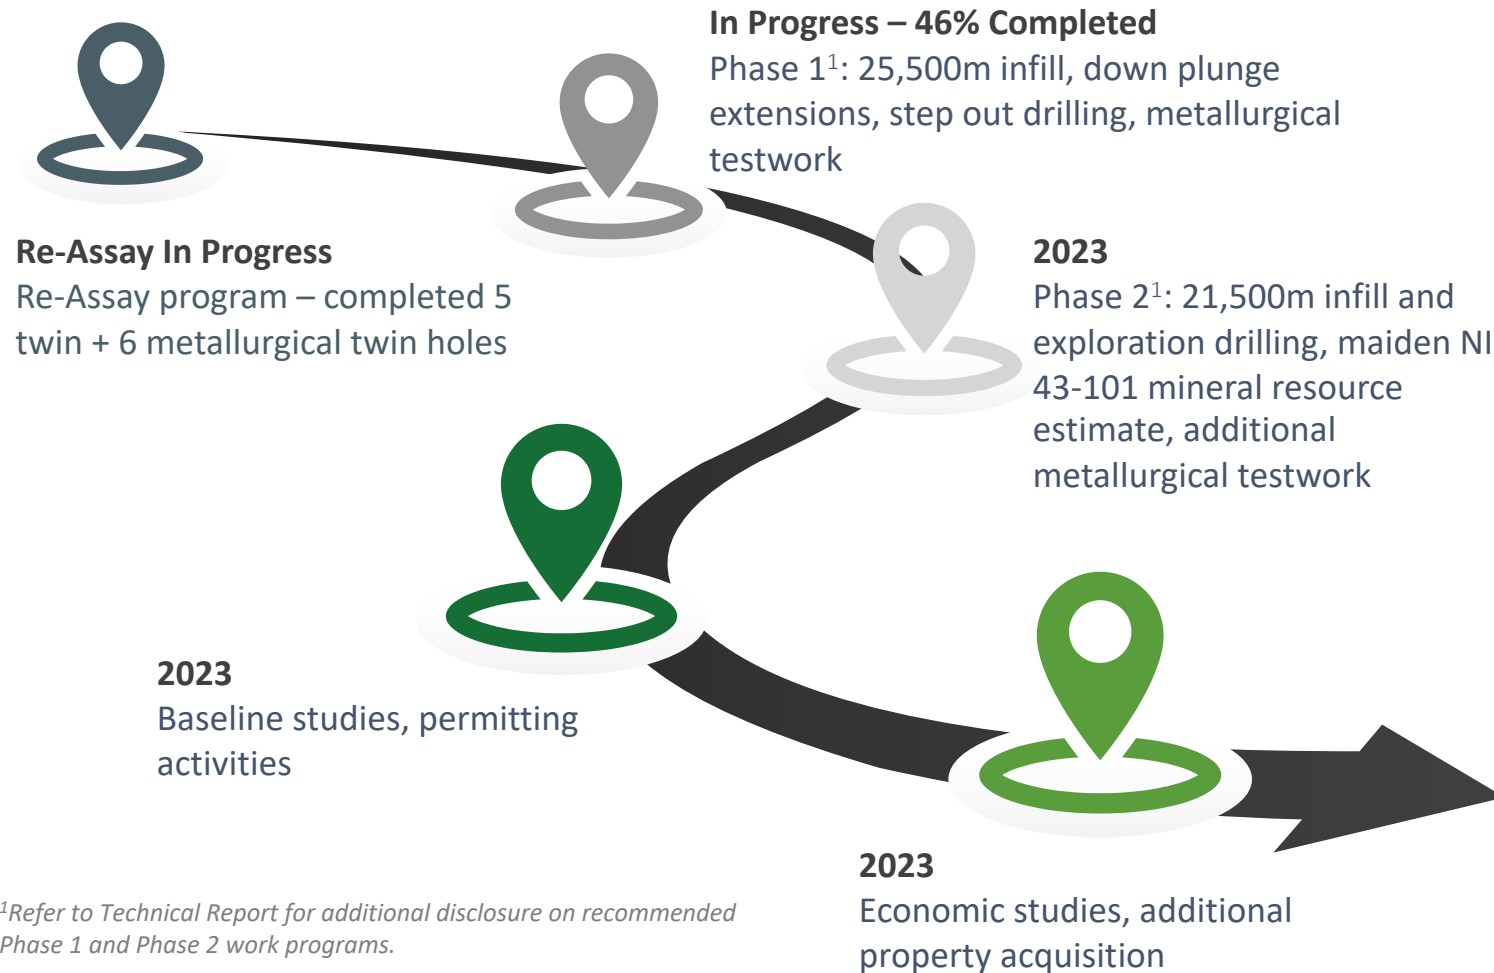 In Progress – 46% Completed
Phase 1¹: 25,500m infill, down plunge
extensions, step out drilling, metallurgical
testwork
Re-Assay In Progress
Re-Assay program – completed 5
twin + 6 metallurgical twin holes
2023
Phase 2¹: 21,500m infill and
exploration drilling, maiden NI
43-101 mineral resource
estimate, additional
metallurgical testwork
2023
Baseline studies, permitting
activities
2023
Economic studies, additional
property acquisition
¹Refer to Technical Report for additional disclosure on recommended
Phase 1 and Phase 2 work programs.